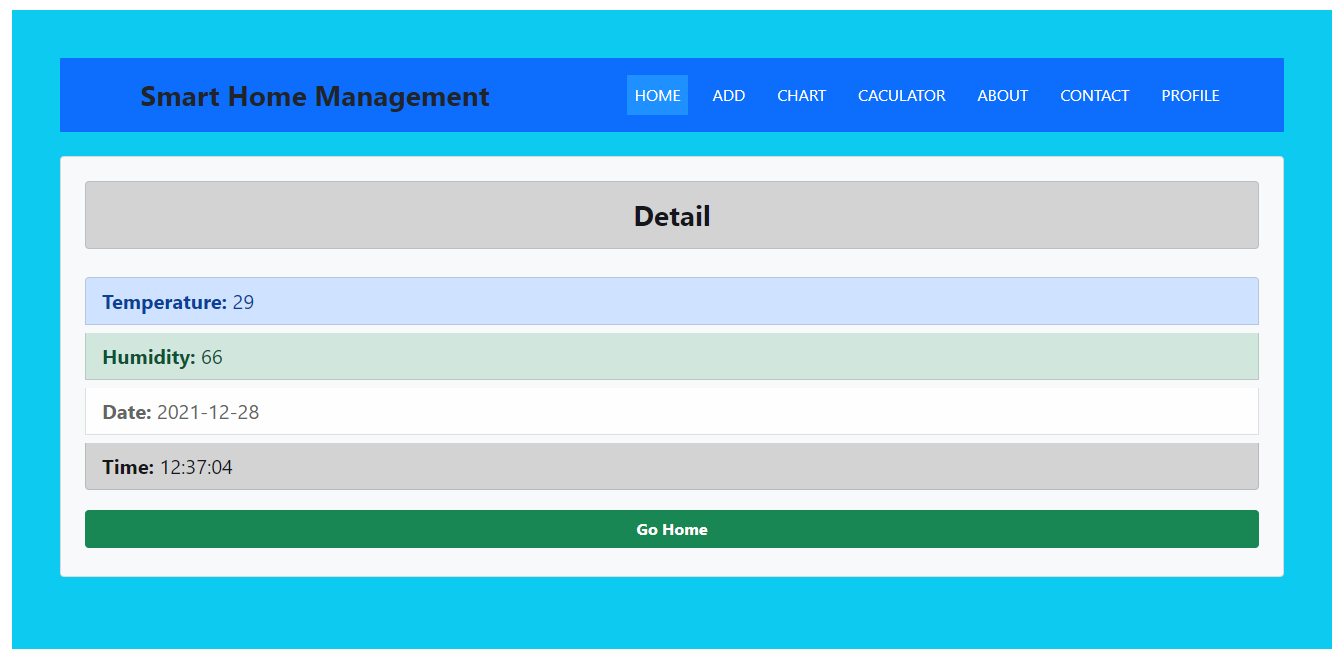 Smart Home Management HOME ADD CHART CACULATOR ABOUT CONTACT PROFILE
Detail
Temperature: 29
Humidity: 66
Date: 2021-12-28
Time: 12:37:04
Go Home